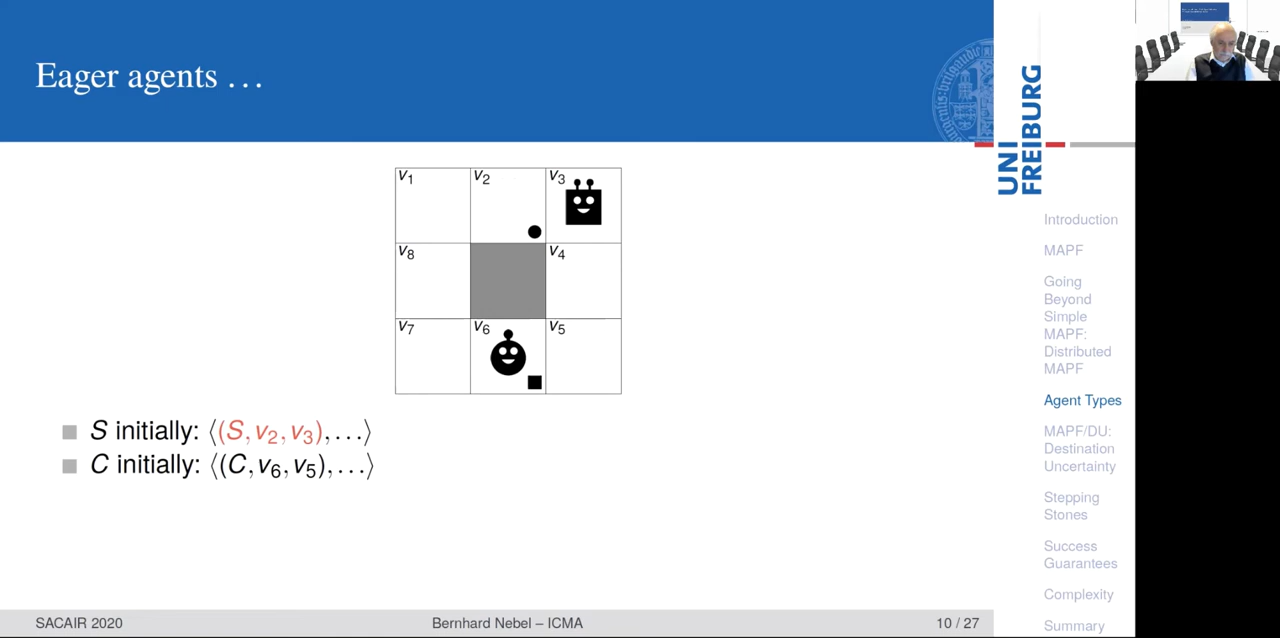 Eager agents …
UNI
FREIBURG
v1 v2 v3
v8 v4
v7 v6 v5
S initially: ⟨(S, v2, v3), …⟩
C initially: ⟨(C, v6, v5), …⟩
Introduction
MAPF
Going
Beyond
Simple
MAPF:
Distributed
MAPF
Agent Types
MAPF/DU:
Destination
Uncertainty
Stepping
Stones
Success
Guarantees
Complexity
Summary
SACAIR 2020
Bernhard Nebel – ICMA
10 / 27